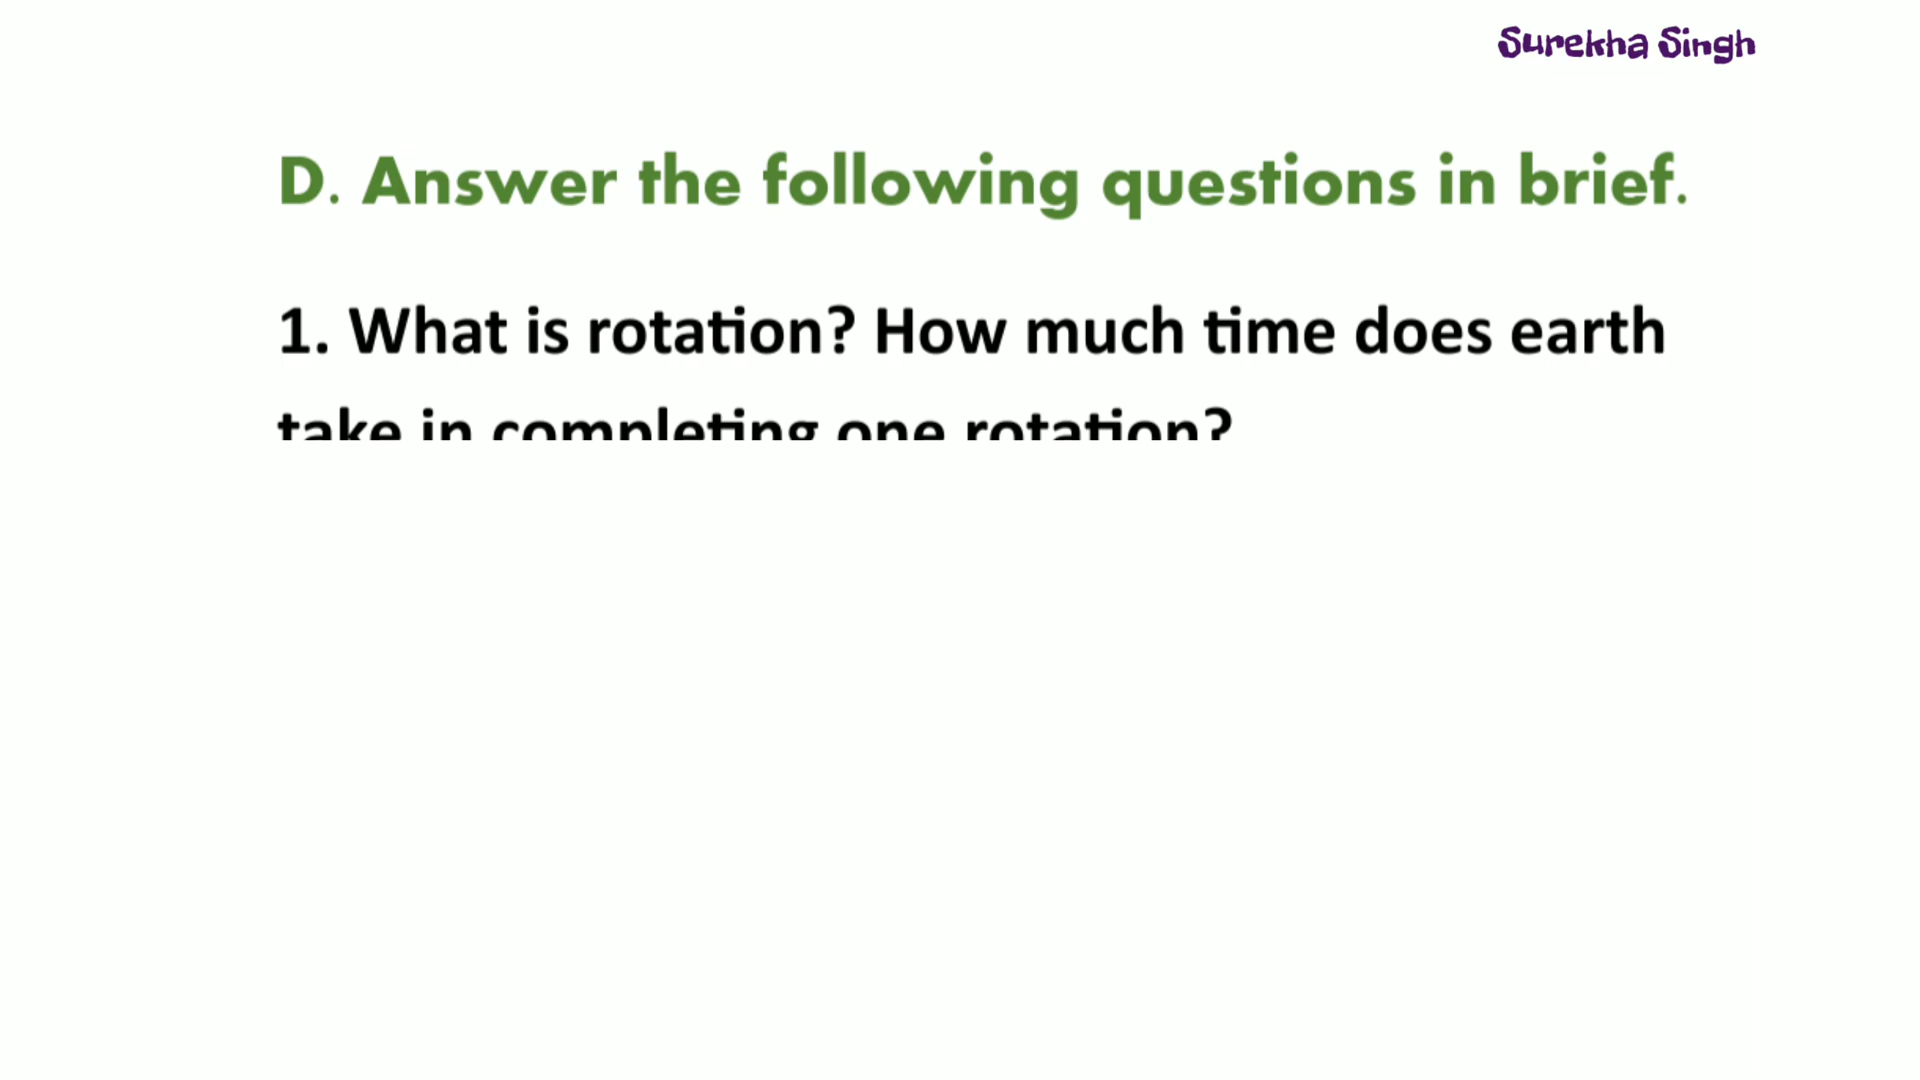 Surekha Singh
D. Answer the following questions in brief.
1. What is rotation? How much time does earth
take in completing one rotation?